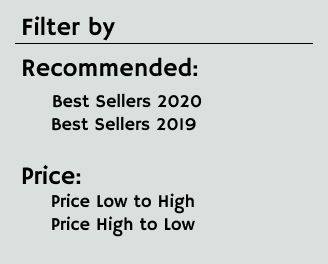 Filter by
Recommended:
Best Sellers 2020
Best Sellers 2019
Price:
Price Low to High
Price High to Low